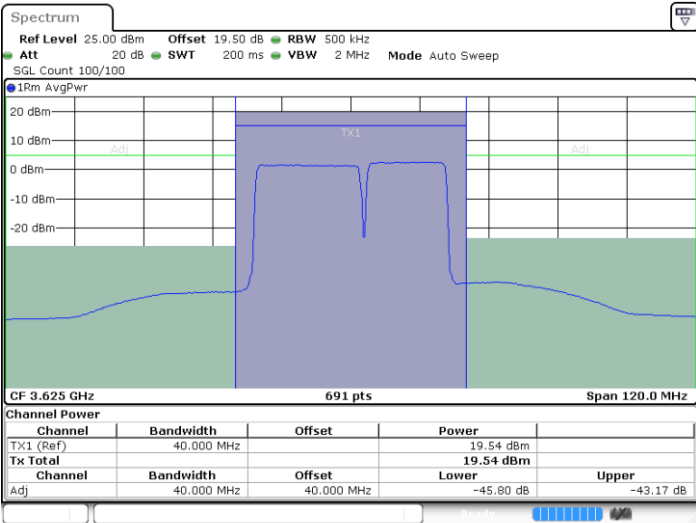 Spectrum
Ref Level 25.00 dBm Offset 19.50 dB RBW 500 kHz
Att 20 dB SWT 200 ms VBW 2 MHz Mode Auto Sweep
SGL Count 100/100
1Rm AvgPwr
20 dBm
TX1
10 dBm
Adj Adj
0 dBm
-10 dBm
-20 dBm
CF 3.625 GHz 691 pts Span 120.0 MHz
Channel Power
Channel Bandwidth Offset Power
TX1 (Ref) 40.000 MHz 19.54 dBm
Tx Total 19.54 dBm
Channel Bandwidth Offset Lower Upper
Adj 40.000 MHz 40.000 MHz -45.80 dB -43.17 dB
Ready